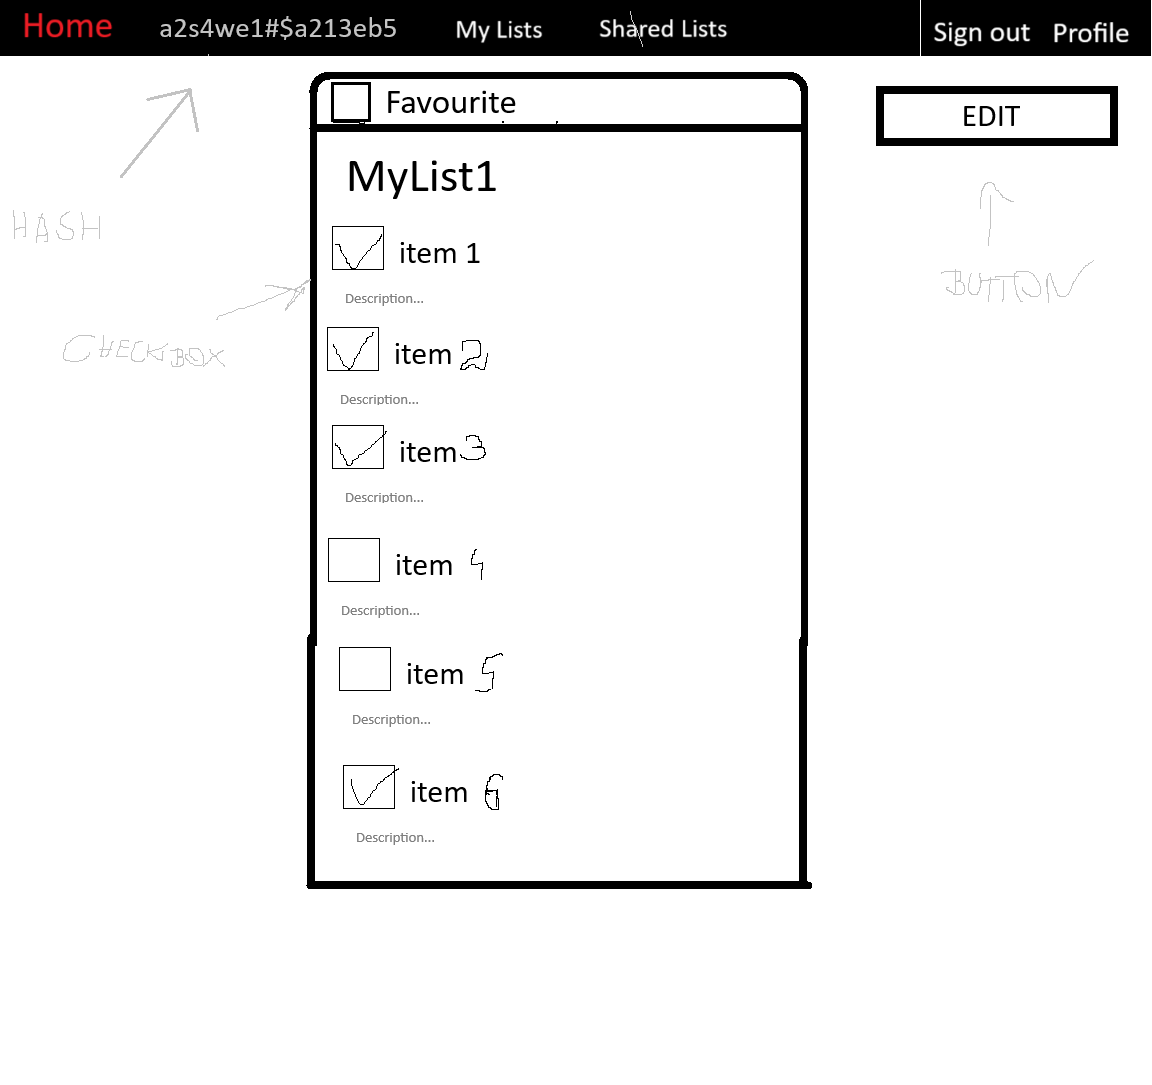 Home a2s4we1#$a213eb5 My Lists Shared Lists Sign out Profile
Favourite
EDIT
MyList1
HASH
item 1
BUTTON
Description...
CHECKBOX
item 2
Description...
item 3
Description...
item 4
Description...
item 5
Description...
item 6
Description...